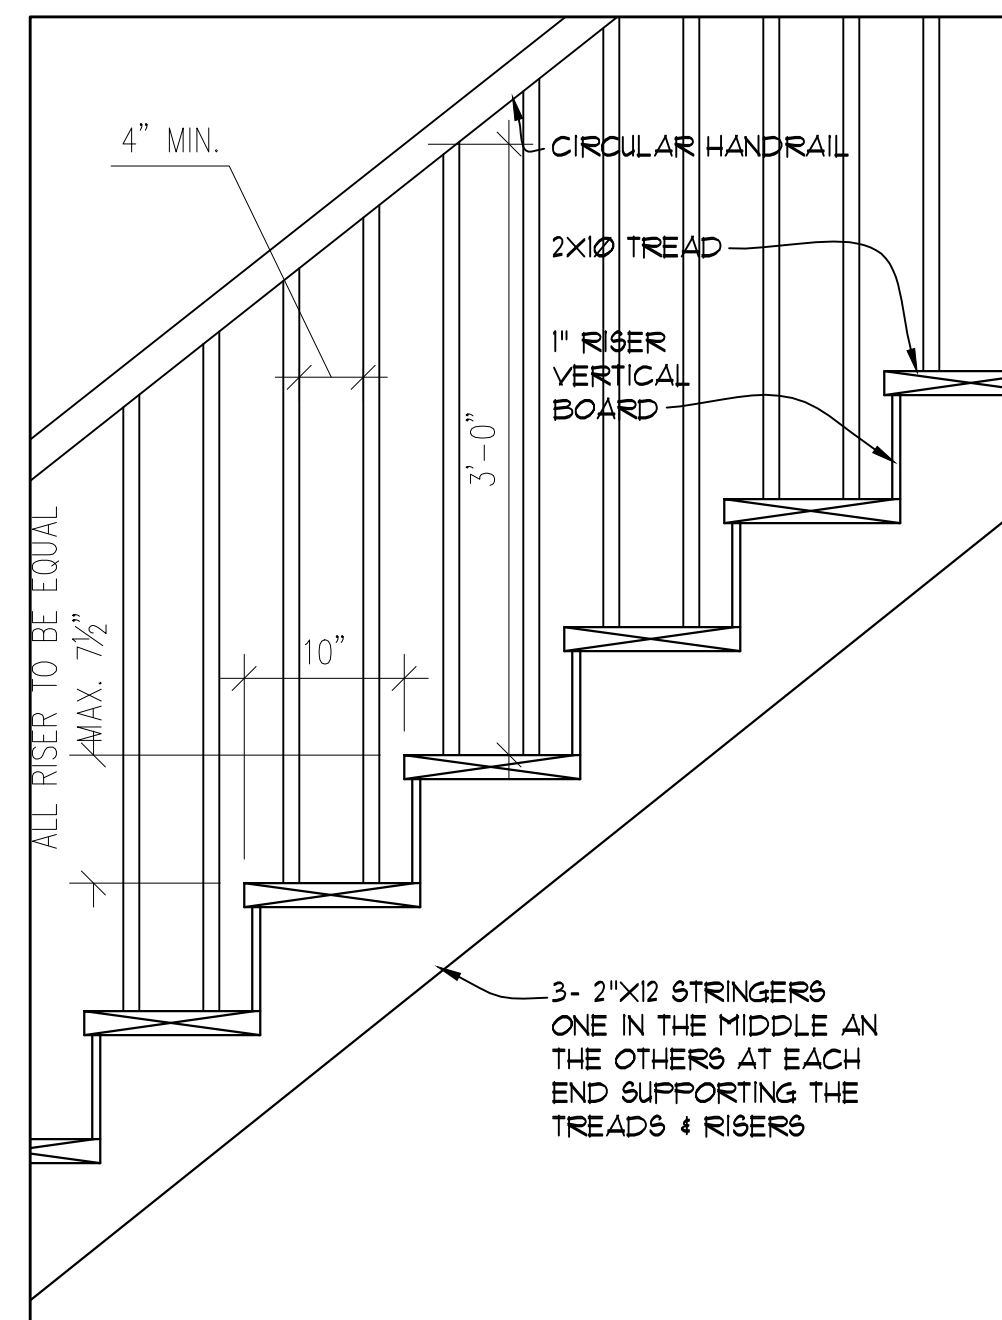 4” MIN.
CIRCULAR HANDRAIL
2X10 TREAD
1" RISER
VERTICAL
BOARD
3'-0”
ALL RISER TO BE EQUAL
MAX. 7½”
10”
3- 2"X12 STRINGERS
ONE IN THE MIDDLE AN
THE OTHERS AT EACH
END SUPPORTING THE
TREADS & RISERS